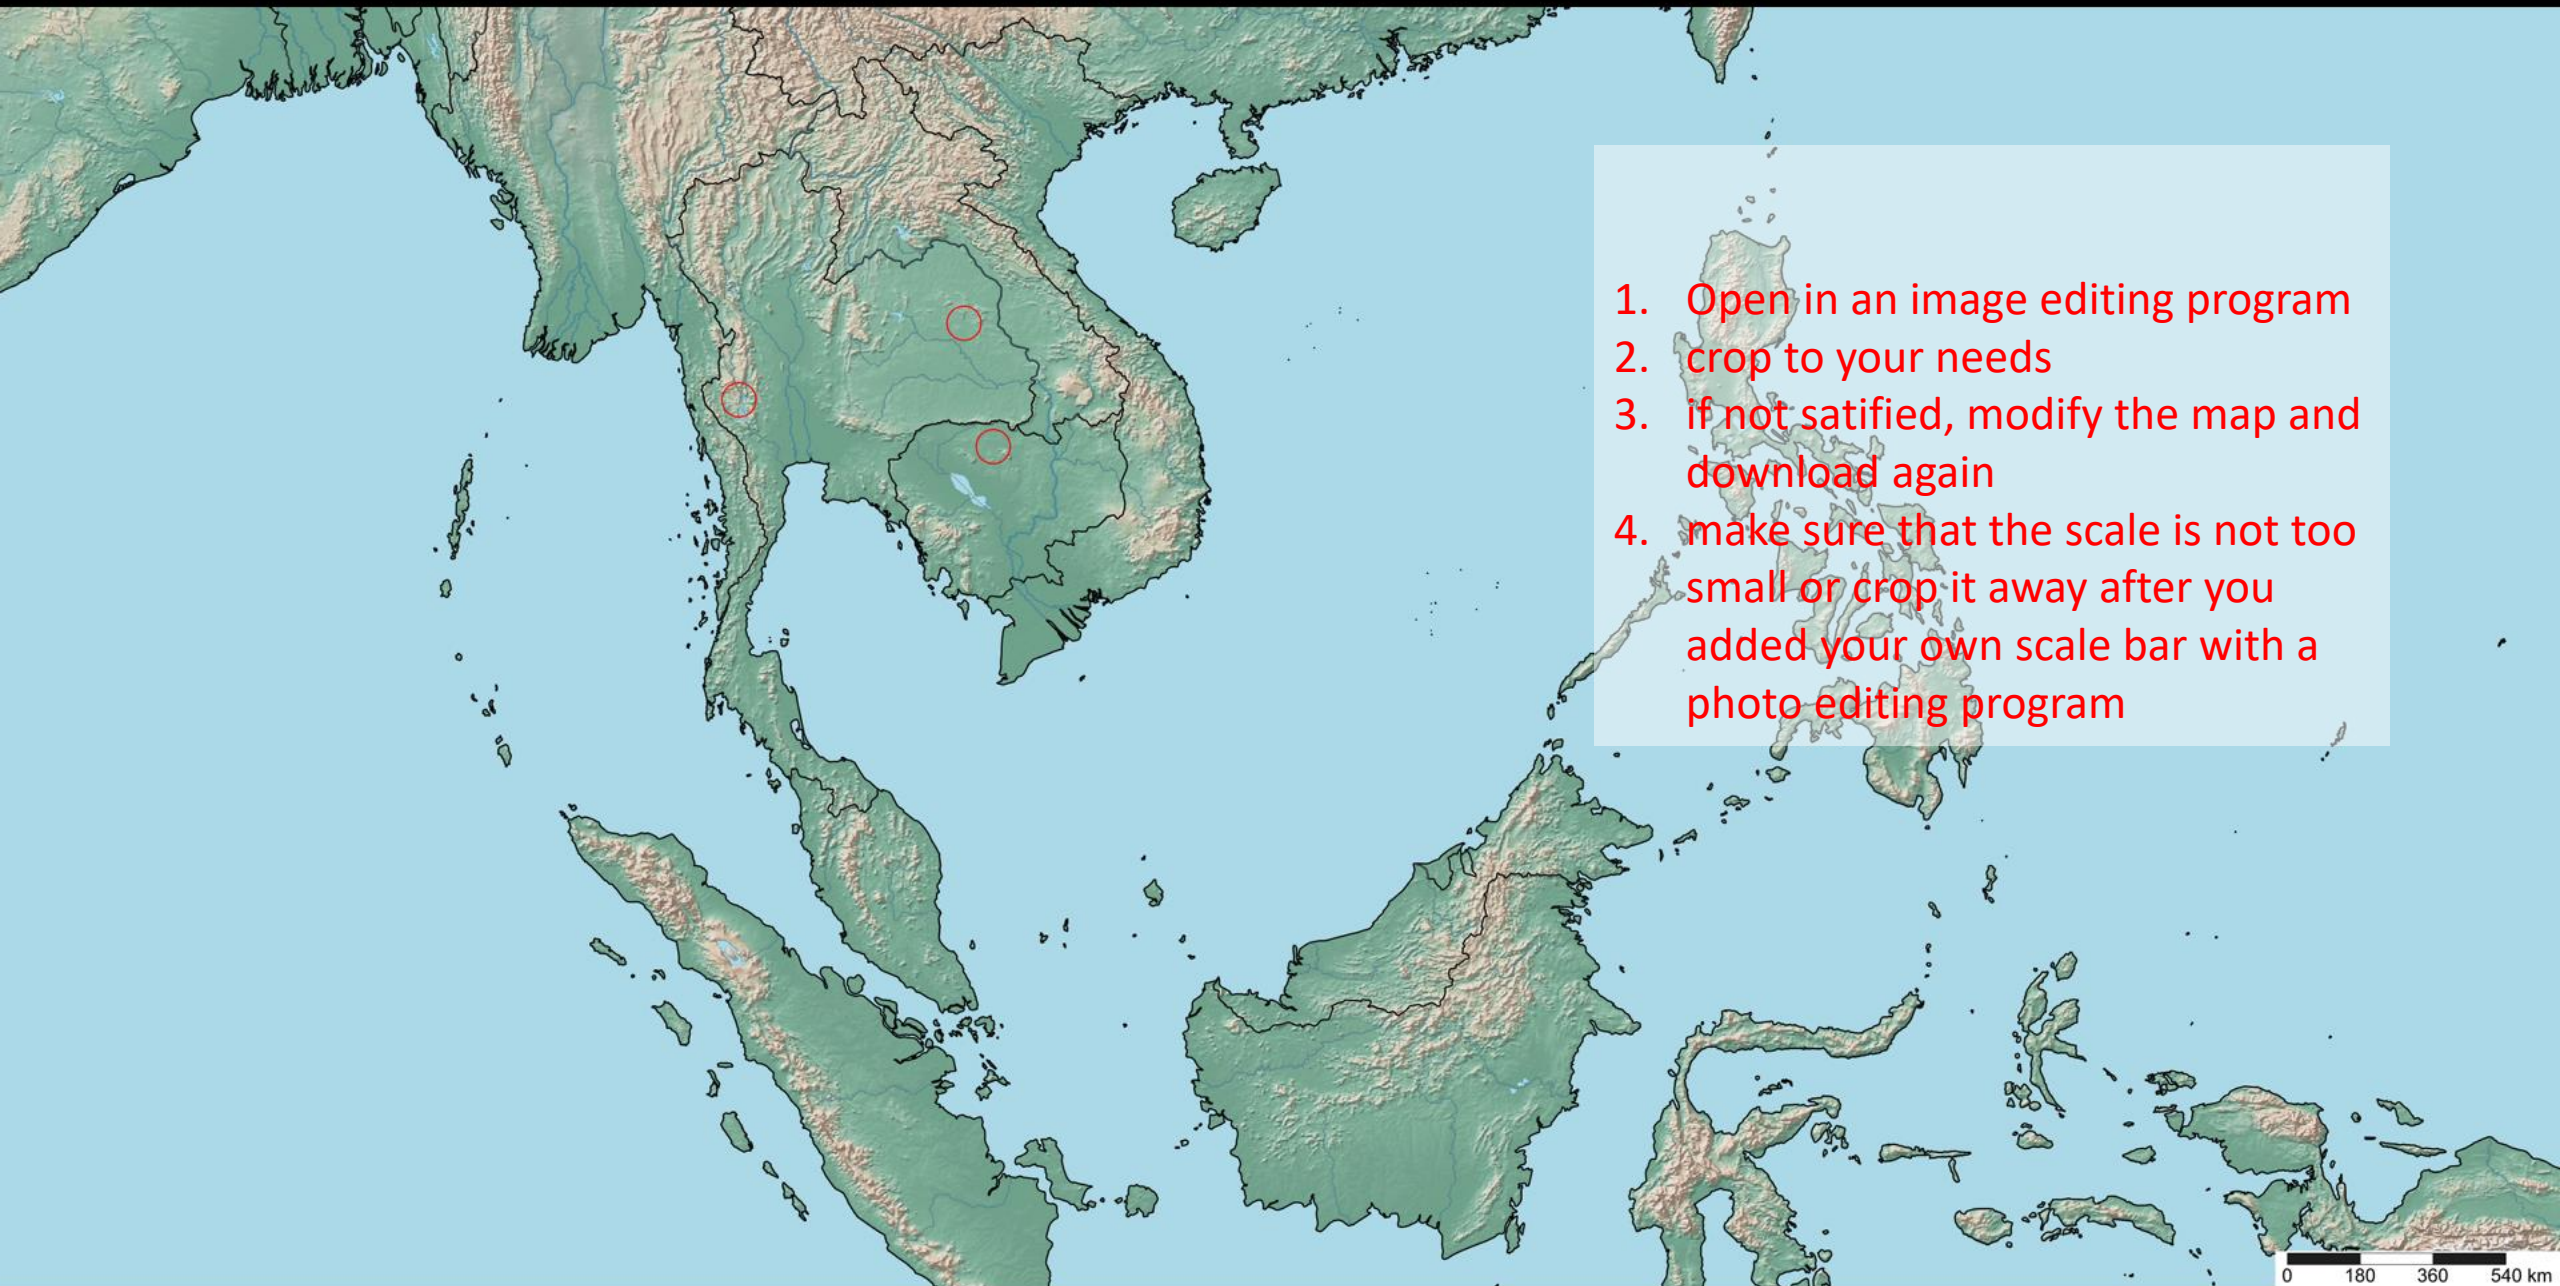 1. Open in an image editing program
2. crop to your needs
3. if not satified, modify the map and
download again
4. make sure that the scale is not too
small or crop it away after you
added your own scale bar with a
photo editing program
0 180 360 540 km